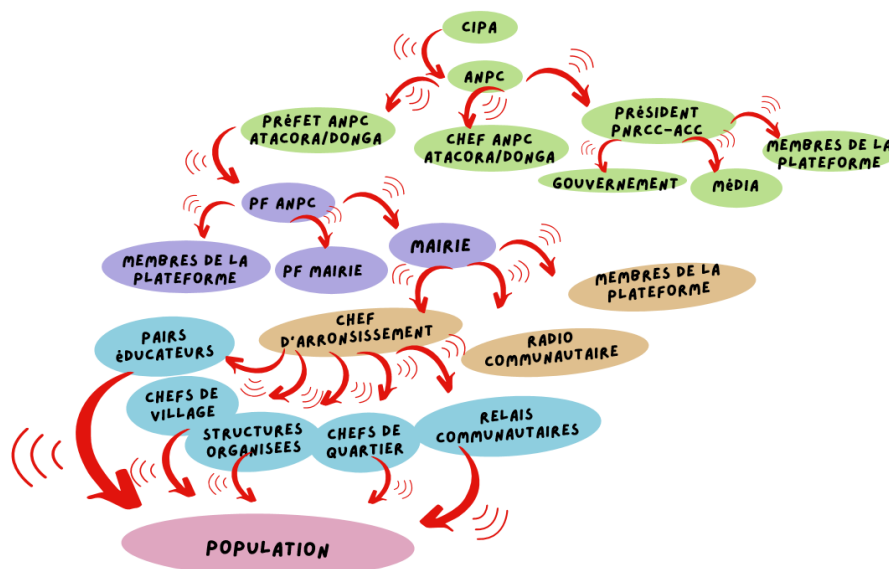 CIPA
ANPC
PRéFET ANPC
ATACORA/DONGA
CHEF ANPC
ATACORA/DONGA
PRéSIDENT
PNRCC-ACC
MEMBRES DE LA
PLATEFORME
GOUVERNEMENT
MéDIA
PF ANPC
MEMBRES DE LA
PLATEFORME
PF MAIRIE
MAIRIE
MEMBRES DE LA
PLATEFORME
CHEF
D'ARRONSISSEMENT
RADIO
COMMUNAUTAIRE
PAIRS
éDUCATEURS
CHEFS DE
VILLAGE
STRUCTURES
ORGANISEES
CHEFS DE
QUARTIER
RELAIS
COMMUNAUTAIRES
POPULATION